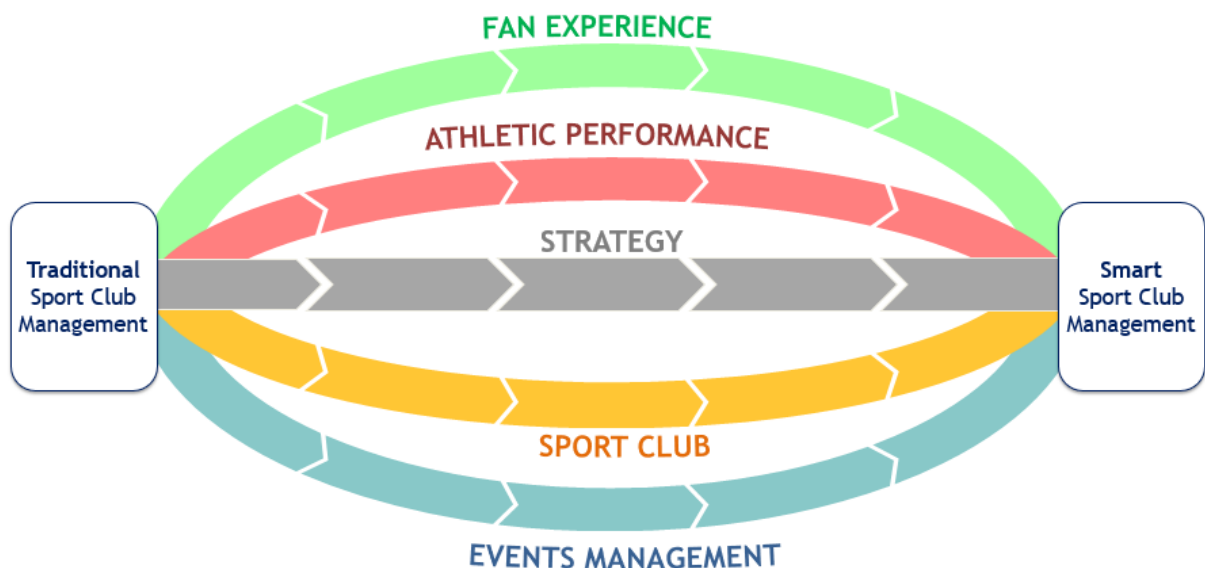 FAN EXPERIENCE
ATHLETIC PERFORMANCE
STRATEGY
Traditional
Sport Club
Management
Smart
Sport Club
Management
SPORT CLUB
EVENTS MANAGEMENT